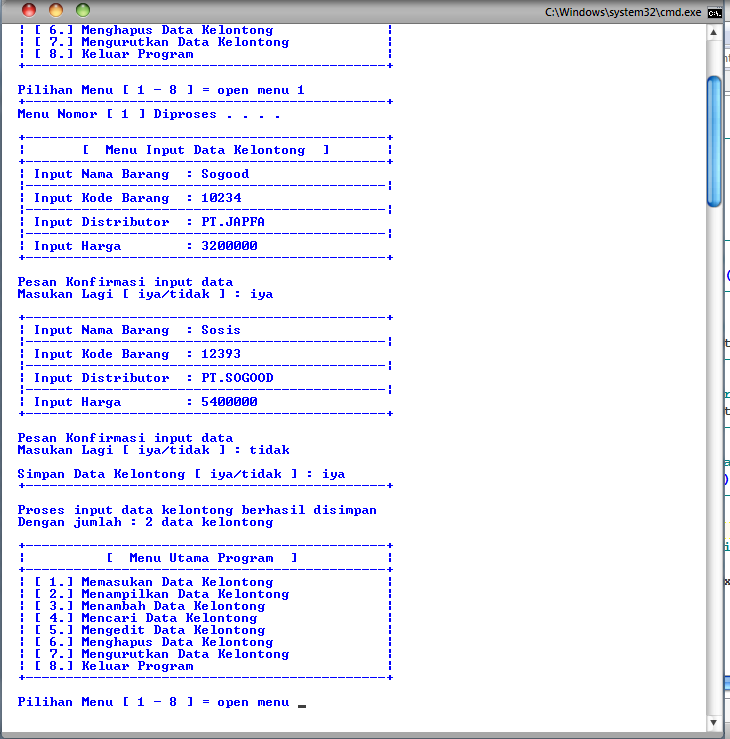 C:\Windows\system32\cmd.exe
[ 6.] Menghapus Data Kelontong
[ 7.] Mengurutkan Data Kelontong
[ 8.] Keluar Program
Pilihan Menu [ 1 - 8 ] = open menu 1
Menu Nomor [ 1 ] Diproses . . . .
[ Menu Input Data Kelontong ]
Input Nama Barang : Sogood
Input Kode Barang : 10234
Input Distributor : PT.JAPFA
Input Harga : 3200000
Pesan Konfirmasi input data
Masukan Lagi [ iya/tidak ] : iya
Input Nama Barang : Sosis
Input Kode Barang : 12393
Input Distributor : PT.SOGOOD
Input Harga : 5400000
Pesan Konfirmasi input data
Masukan Lagi [ iya/tidak ] : tidak
Simpan Data Kelontong [ iya/tidak ] : iya
Proses input data kelontong berhasil disimpan
Dengan jumlah : 2 data kelontong
[ Menu Utama Program ]
[ 1.] Memasukan Data Kelontong
[ 2.] Menampilkan Data Kelontong
[ 3.] Menambah Data Kelontong
[ 4.] Mencari Data Kelontong
[ 5.] Mengedit Data Kelontong
[ 6.] Menghapus Data Kelontong
[ 7.] Mengurutkan Data Kelontong
[ 8.] Keluar Program
Pilihan Menu [ 1 - 8 ] = open menu _